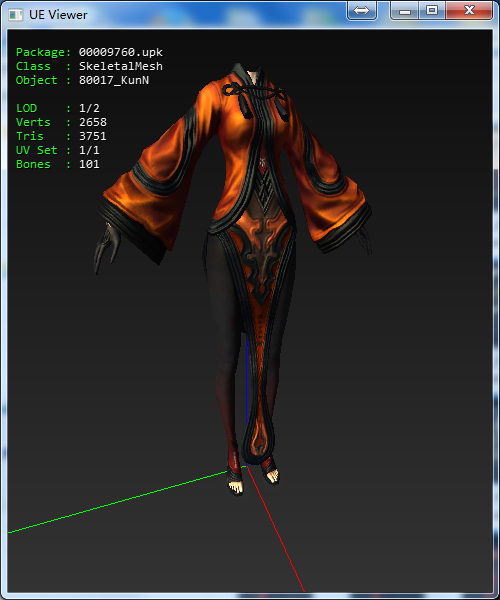 UE Viewer
Package: 00009760.upk
Class : SkeletalMesh
Object : 80017_KunN
LOD : 1/2
Verts : 2658
Tris : 3751
UV Set : 1/1
Bones : 101